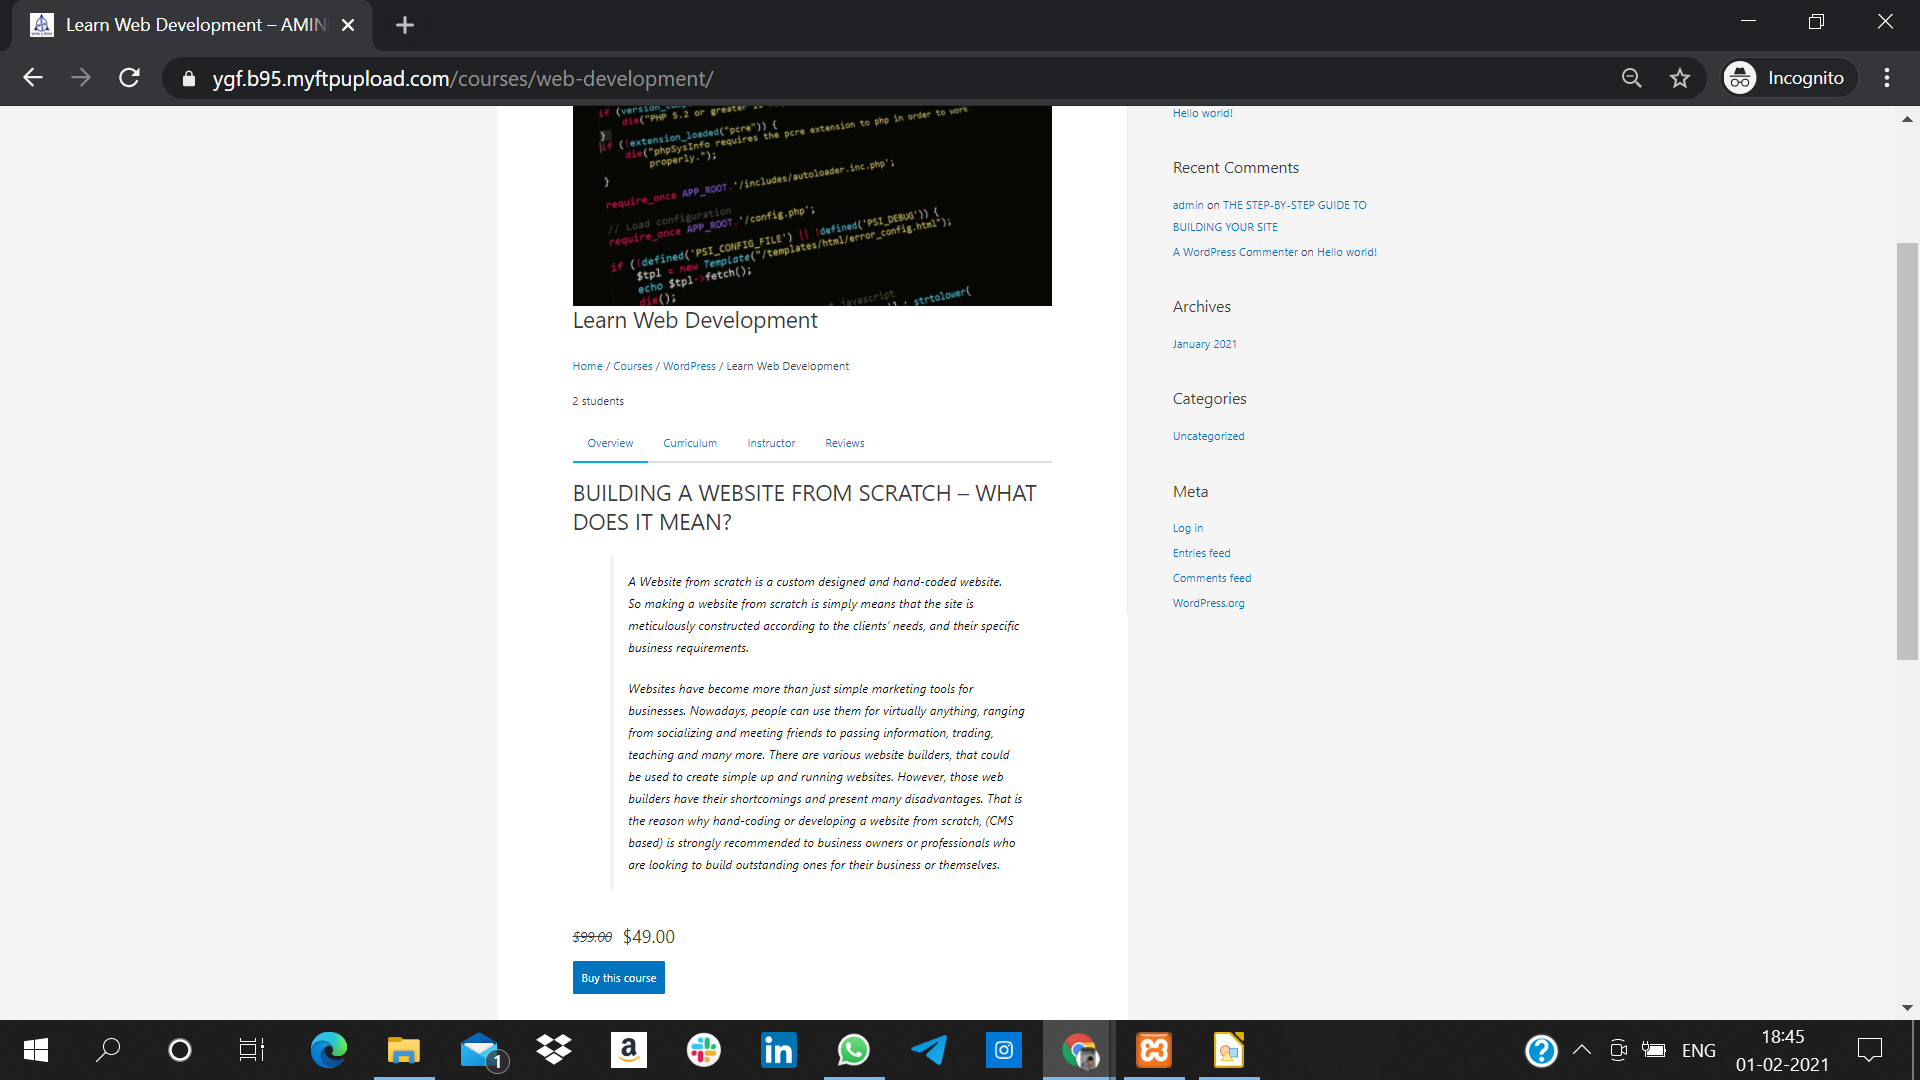 Learn Web Development – AMIN
ygf.b95.myftpupload.com/courses/web-development/
Incognito
die("PHP 5.2 or greater
}
if (!extension_loaded("pcre")) {
die("phpSysInfo requires the pcre extension to php in order to work
properly.");
}
require_once APP_ROOT.'/includes/autoloader.inc.php';
// Load configuration
require_once APP_ROOT.'/config.php';
if (!defined('PSI_CONFIG_FILE') || !defined('PSI_DEBUG')) {
$tpl = new Template("/templates/html/error_config.html");
echo $tpl->fetch();
die();
javascript
strtolower(
Learn Web Development
Home / Courses / WordPress / Learn Web Development
2 students
Overview Curriculum Instructor Reviews
BUILDING A WEBSITE FROM SCRATCH – WHAT
DOES IT MEAN?
A Website from scratch is a custom designed and hand-coded website.
So making a website from scratch is simply means that the site is
meticulously constructed according to the clients’ needs, and their specific
business requirements.
Websites have become more than just simple marketing tools for
businesses. Nowadays, people can use them for virtually anything, ranging
from socializing and meeting friends to passing information, trading,
teaching and many more. There are various website builders, that could
be used to create simple up and running websites. However, those web
builders have their shortcomings and present many disadvantages. That is
the reason why hand-coding or developing a website from scratch, (CMS
based) is strongly recommended to business owners or professionals who
are looking to build outstanding ones for their business or themselves.
$99.00 $49.00
Buy this course
Hello world!
Recent Comments
admin on THE STEP-BY-STEP GUIDE TO
BUILDING YOUR SITE
A WordPress Commenter on Hello world!
Archives
January 2021
Categories
Uncategorized
Meta
Log in
Entries feed
Comments feed
WordPress.org
1
a
in
?
ENG
18:45
01-02-2021